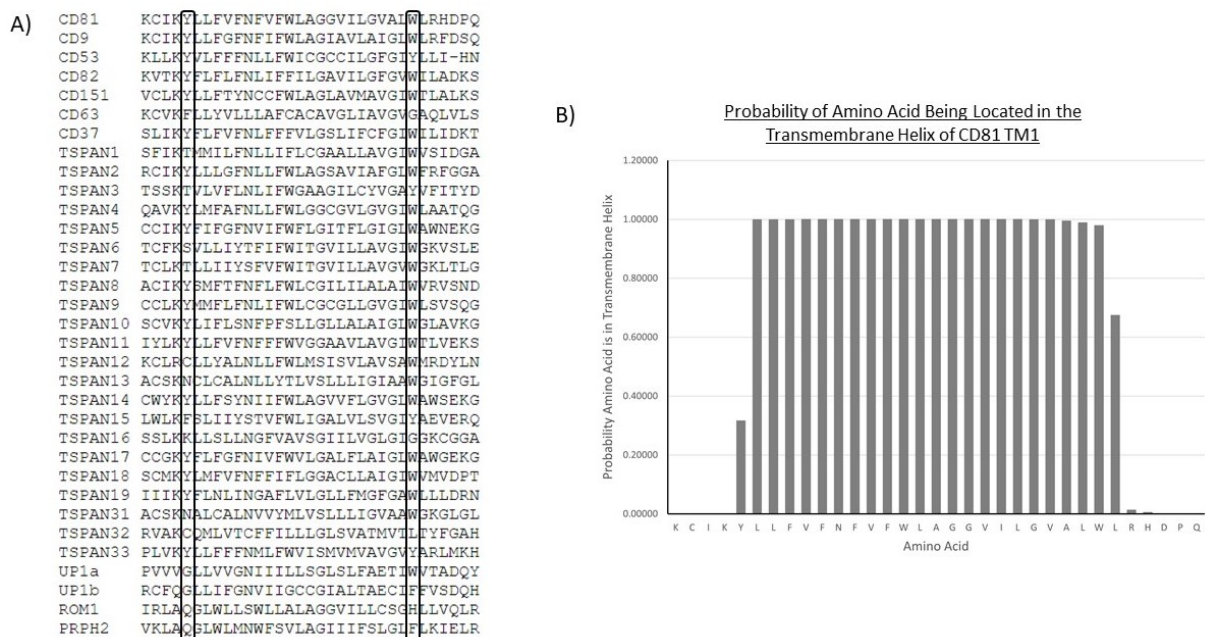 A)
CD81 KCIKYLLFVFNFVFWLAGGVILGVALWLRHDPQ
CD9 KCIKYLLFGFNFIFWLAGIAVLAIGLWLRFDSQ
CD53 KLLKYVLFFFNLLFWICGCCILGFGIYLLI-HN
CD82 KVTKYFLFLFNLIFFILGAVILGFGVWILADKS
CD151 VCLKYLLFTYNCCFWLAGLAVMAVGIWTLALKS
CD63 KCVKFLLYVLLLAFCACAVGLIAVGVGAQLVLS
CD37 SLIKYFLFVFNLFFFVLGSLIFCFGIWILIDKT
TSPAN1 SFIKTMMILFNLLIFLCGAALLAVGIWVSIDGA
TSPAN2 RCIKYLLLGFNLLFWLAGSAVIAFGLWFRFGGA
TSPAN3 TSSKTVLVFLNLIFWGAAGILCYVGAYVFITYD
TSPAN4 QAVKYLMFAFNLLFWLGGCGVLGVGIWLAATQG
TSPAN5 CCIKYFIFGFNVIFWFLGITFLGIGLWAWNEKG
TSPAN6 TCFKSVLLIYTFIFWITGVILLAVGIWGKVSLE
TSPAN7 TCLKTLLIIYSFVFWITGVILLAVGVWGKLTLG
TSPAN8 ACIKYSMFTFNFLFWLCGILILALAIWVRVSND
TSPAN9 CCLKYMMFLFNLIFWLCGCGLLGVGIWLSVSQG
TSPAN10 SCVKYLIFLSNFPFSLLGLLALAIGLWGLAVKG
TSPAN11 IYLKYLLFVFNFFFWVGGAAVLAVGIWTLVEKS
TSPAN12 KCLRCLLYALNLLFWLMSISVLAVSAWMRDYLN
TSPAN13 ACSKNCLCALNLLYTLVSLLLIGIAAWGIGFGL
TSPAN14 CWYKYLLFSYNIIFWLAGVVFLGVGLWAWSEKG
TSPAN15 LWLKFSLIIYSTVFWLIGALVLSVGIYAEVERQ
TSPAN16 SSLKKLLSLLNGFVAVSGIILVGLGIGGKCGGA
TSPAN17 CCGKYFLFGFNIVFWVLGALFLAIGLWAWGEKG
TSPAN18 SCMKYLMFVFNFFIFLGGACLLAIGIWVMVDPT
TSPAN19 IIIKYFLNLINGAFLVLGLLFMGFGAWLLLDRN
TSPAN31 ACSKNALCALNVVYMLVSLLLIGVAAWGKGLGL
TSPAN32 RVAKCQMLVTCFFILLLGLSVATMVTLTYFGAH
TSPAN33 PLVKYLLFFFNMLFWVISMVMVAVGVYARLMKH
UP1a PVVVGLLVVGNIIILLSGLSLFAETIWVTADQY
UP1b RCFQGLLIFGNVIIGCCGIALTAECIFFVSDQH
ROM1 IRLAQGLWLLSWLLALAGGVILLCSGHLLVQLR
PRPH2 VKLAQGLWLMNWFSVLAGIIIFSLGLFLKIELR
B)
Probability of Amino Acid Being Located in the
Transmembrane Helix of CD81 TM1
Probability Amino Acid is in Transmembrane Helix
1.20000
1.00000
0.80000
0.60000
0.40000
0.20000
0.00000
K C I K Y L L F V F N F V F W L A G G V I L G V A L W L R H D P Q
Amino Acid